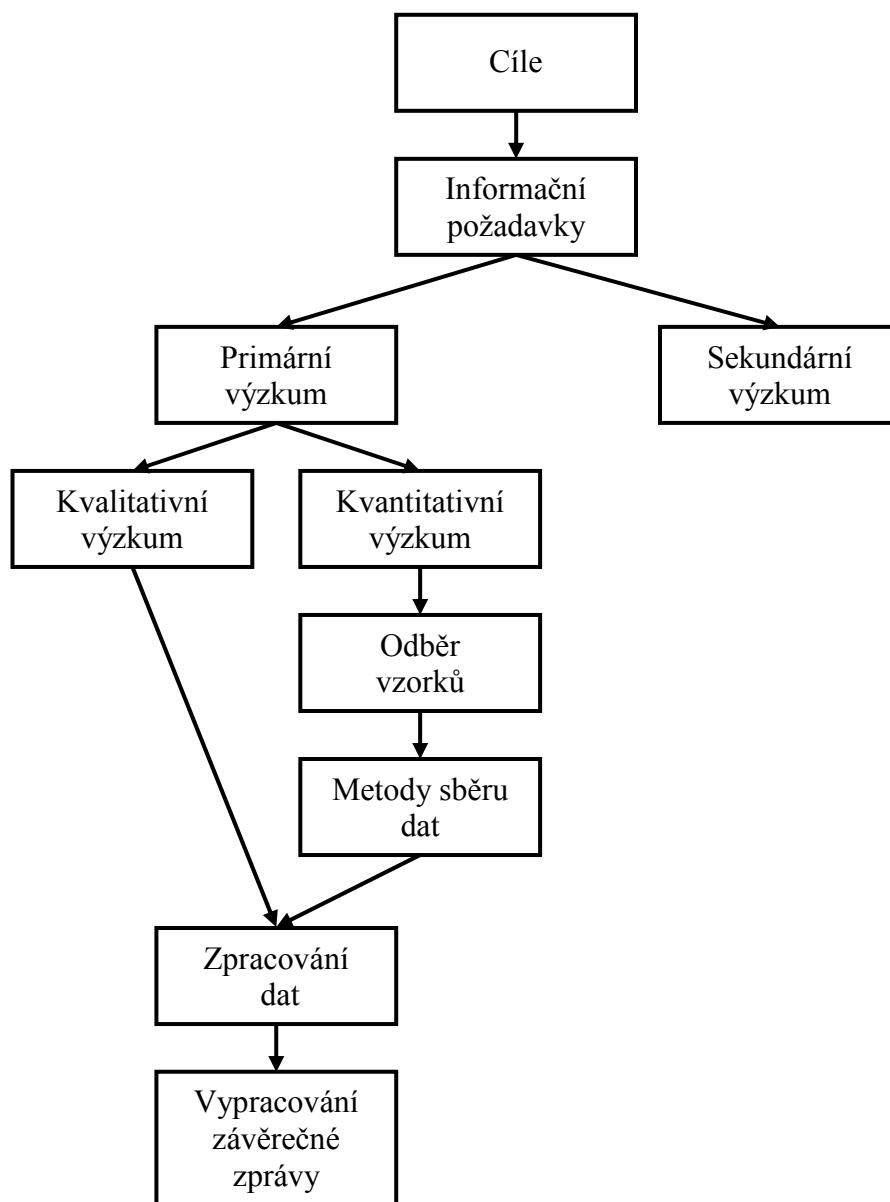 Cíle
Informační
požadavky
Primární
výzkum
Sekundární
výzkum
Kvalitativní
výzkum
Kvantitativní
výzkum
Odběr
vzorků
Metody sběru
dat
Zpracování
dat
Vypracování
závěrečné
zprávy